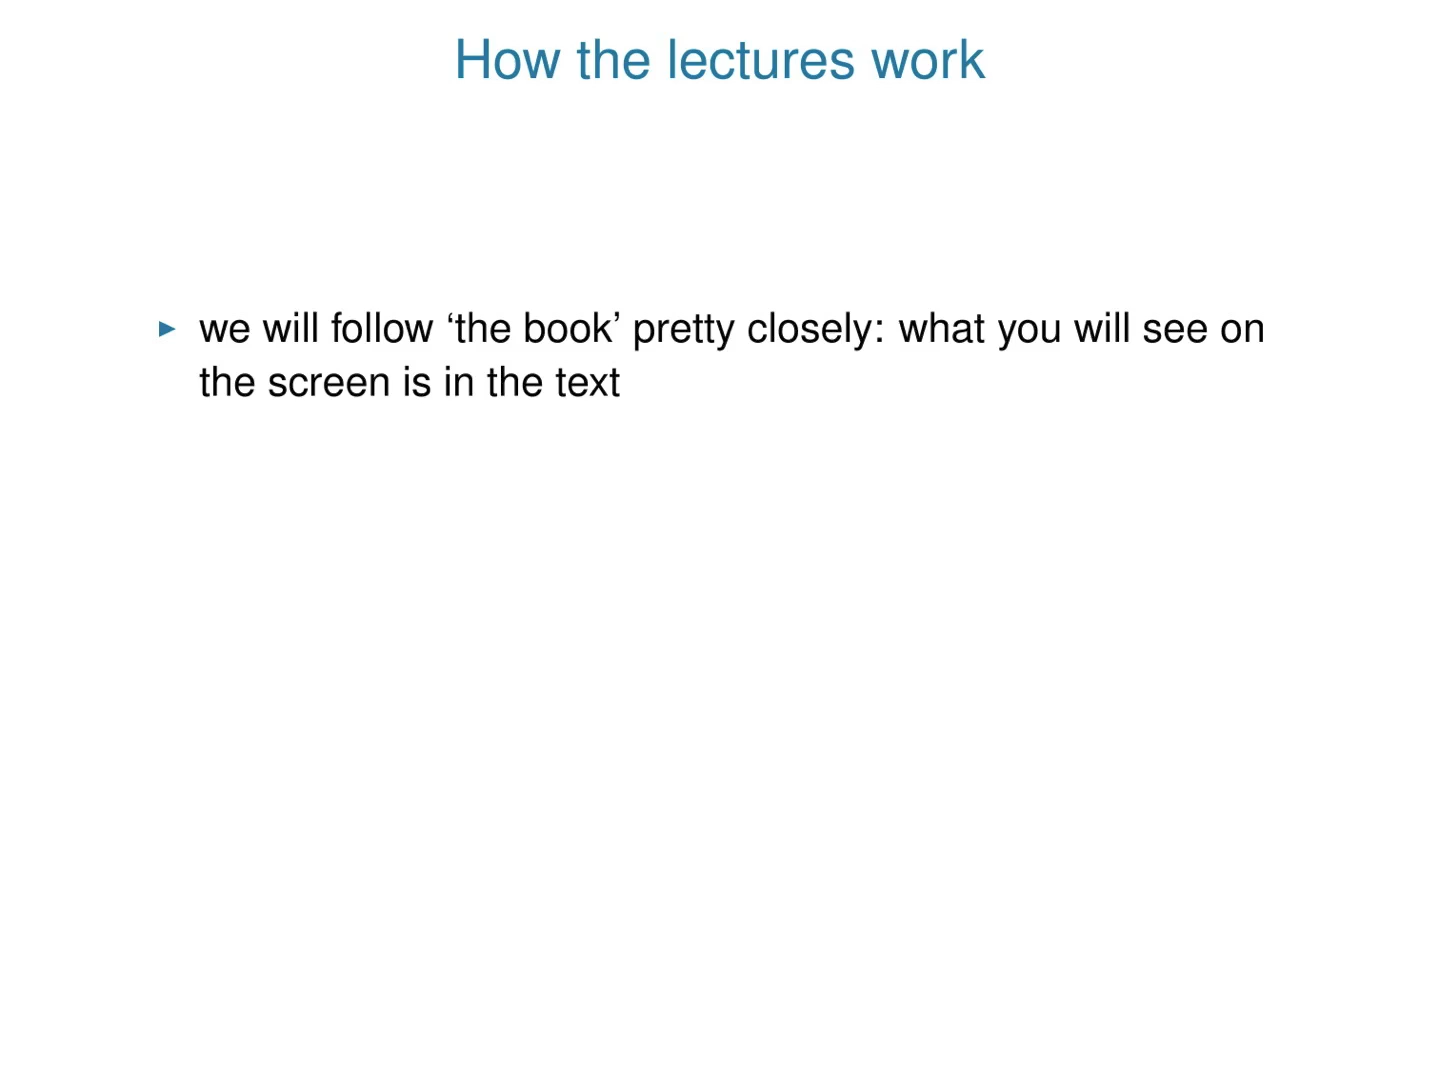 How the lectures work
▶ we will follow ‘the book’ pretty closely: what you will see on
the screen is in the text